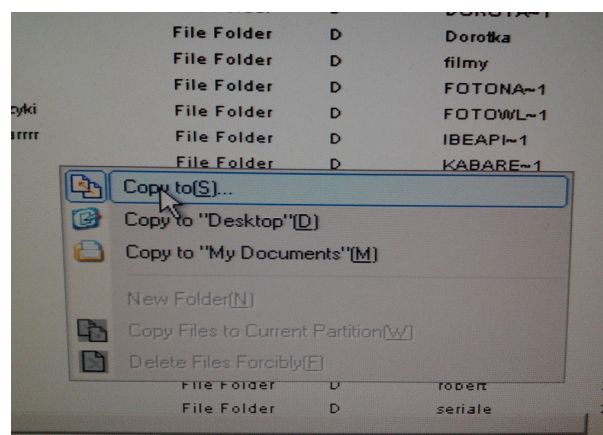 File Folder D Dorotka
File Folder D filmy
File Folder D FOTONA~1
zyki File Folder D FOTOWL~1
arrrr File Folder D IBEAPI~1
File Folder D KABARE~1
Copy to(S)...
Copy to "Desktop"(D)
Copy to "My Documents"(M)
New Folder(N)
Copy Files to Current Partition(W)
Delete Files Forcibly(F)
File Folder D robert
File Folder D seriale